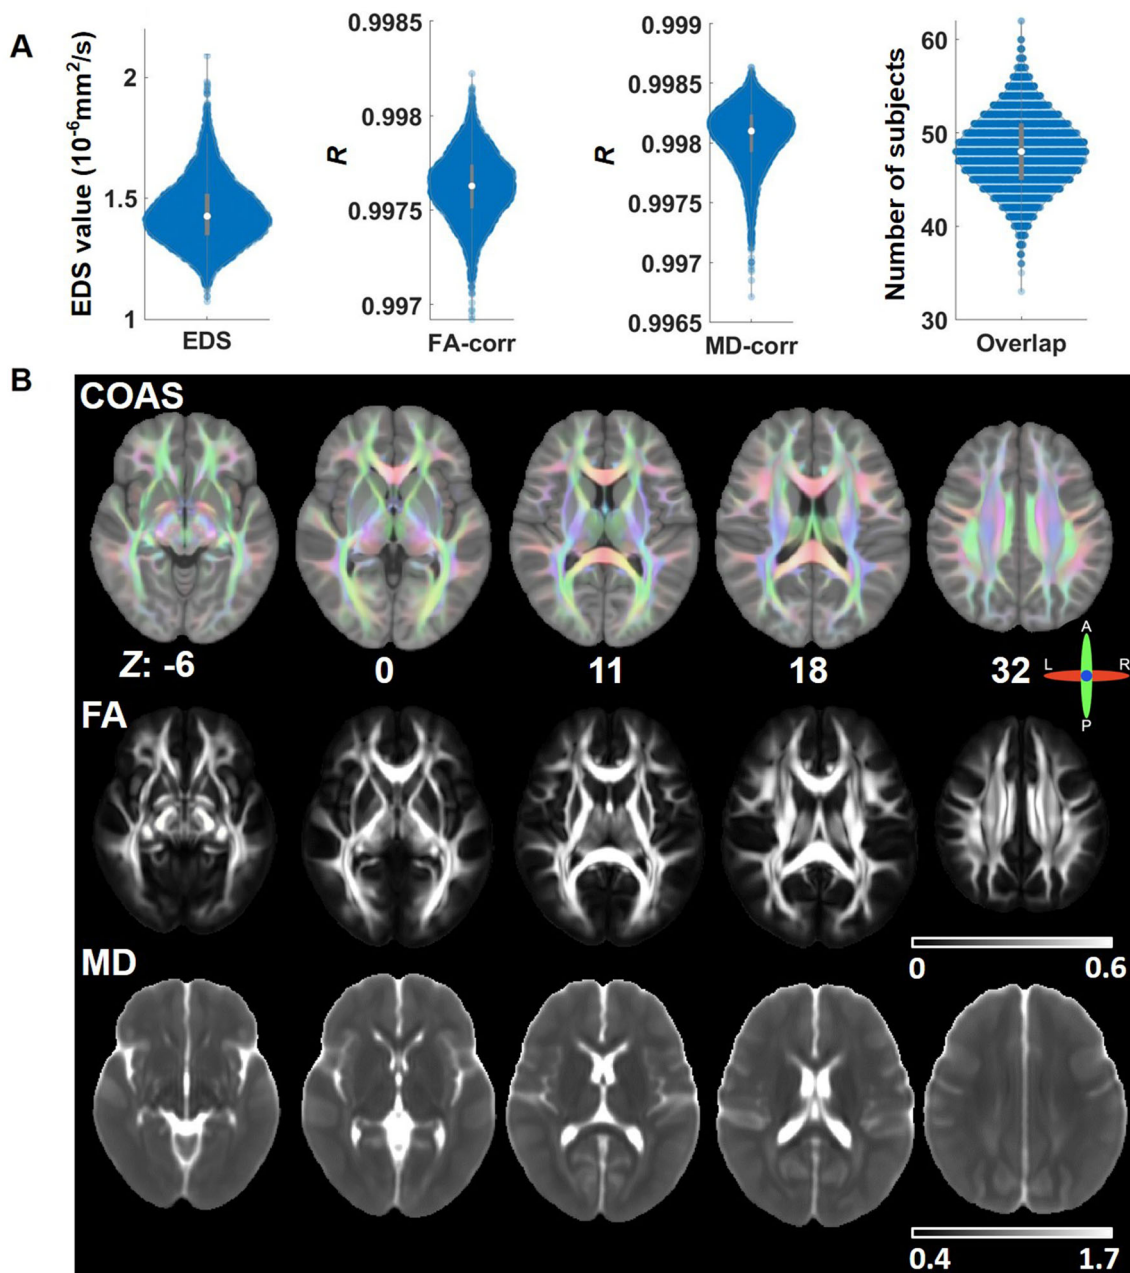 A
EDS value (10⁻⁶mm²/s)
2
1.5
1
EDS
R
0.9985
0.998
0.9975
0.997
FA-corr
R
0.999
0.9985
0.998
0.9975
0.997
0.9965
MD-corr
Number of subjects
60
50
40
30
Overlap
B
COAS
Z: -6 0 11 18 32
A
L R
P
FA
0 0.6
MD
0.4 1.7